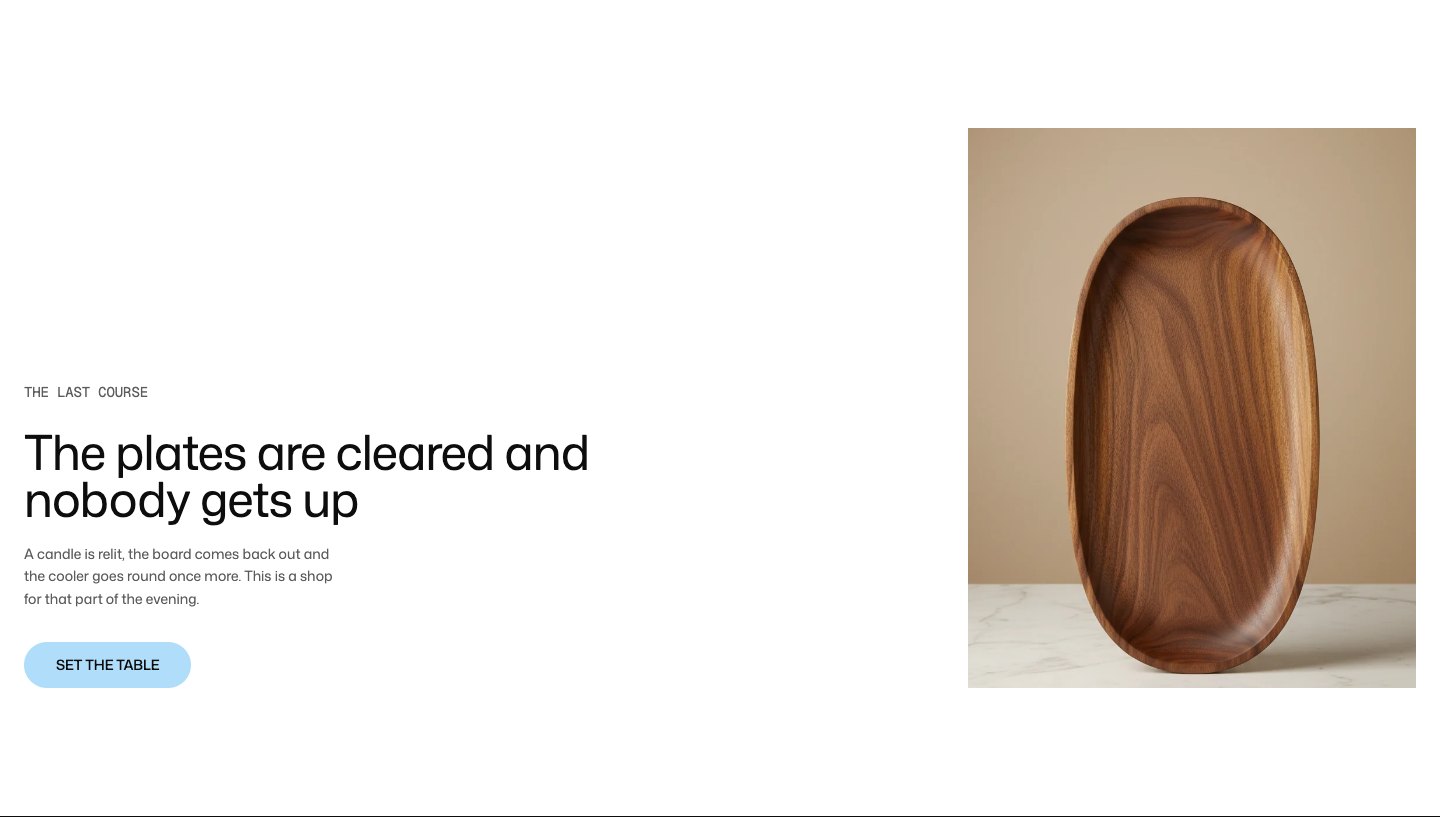 THE LAST COURSE
The plates are cleared and
nobody gets up
A candle is relit, the board comes back out and
the cooler goes round once more. This is a shop
for that part of the evening.
SET THE TABLE